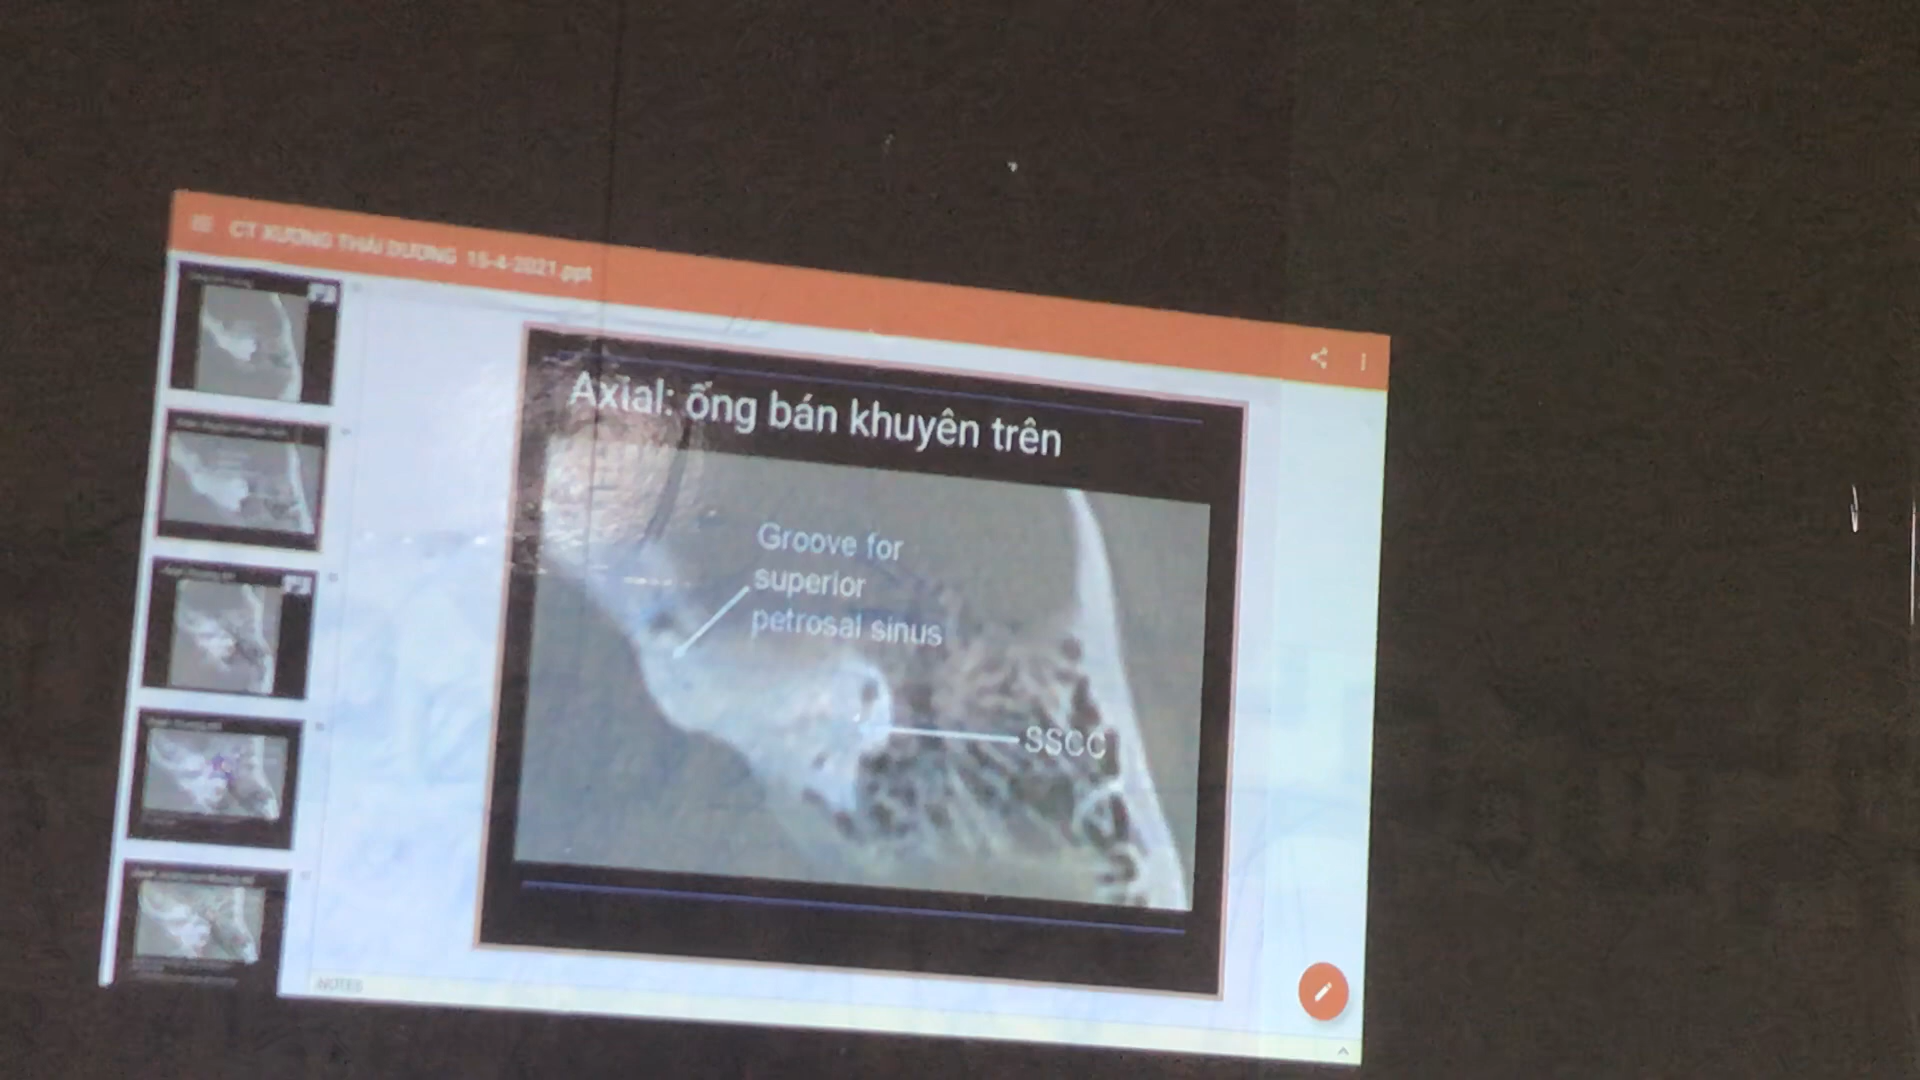 CT XƯƠNG THÁI DƯƠNG 15-4-2021.ppt
Axial: ống bán khuyên trên
Groove for
superior
petrosal sinus
SSCC
NOTES